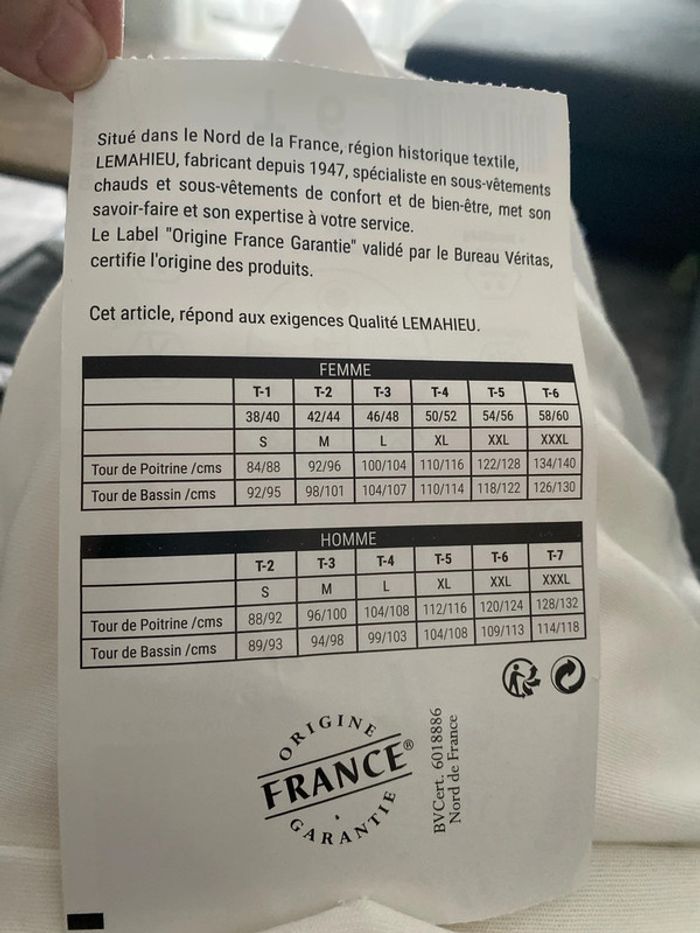 Situé dans le Nord de la France, région historique textile,
LEMAHIEU, fabricant depuis 1947, spécialiste en sous-vêtements
chauds et sous-vêtements de confort et de bien-être, met son
savoir-faire et son expertise à votre service.
Le Label "Origine France Garantie" validé par le Bureau Véritas,
certifie l'origine des produits.
Cet article, répond aux exigences Qualité LEMAHIEU.
FEMME
T-1 T-2 T-3 T-4 T-5 T-6
38/40 42/44 46/48 50/52 54/56 58/60
S M L XL XXL XXXL
Tour de Poitrine /cms 84/88 92/96 100/104 110/116 122/128 134/140
Tour de Bassin /cms 92/95 98/101 104/107 110/114 118/122 126/130
HOMME
T-2 T-3 T-4 T-5 T-6 T-7
S M L XL XXL XXXL
Tour de Poitrine /cms 88/92 96/100 104/108 112/116 120/124 128/132
Tour de Bassin /cms 89/93 94/98 99/103 104/108 109/113 114/118
ORIGINE
FRANCE®
GARANTIE
BVCert. 6018886
Nord de France